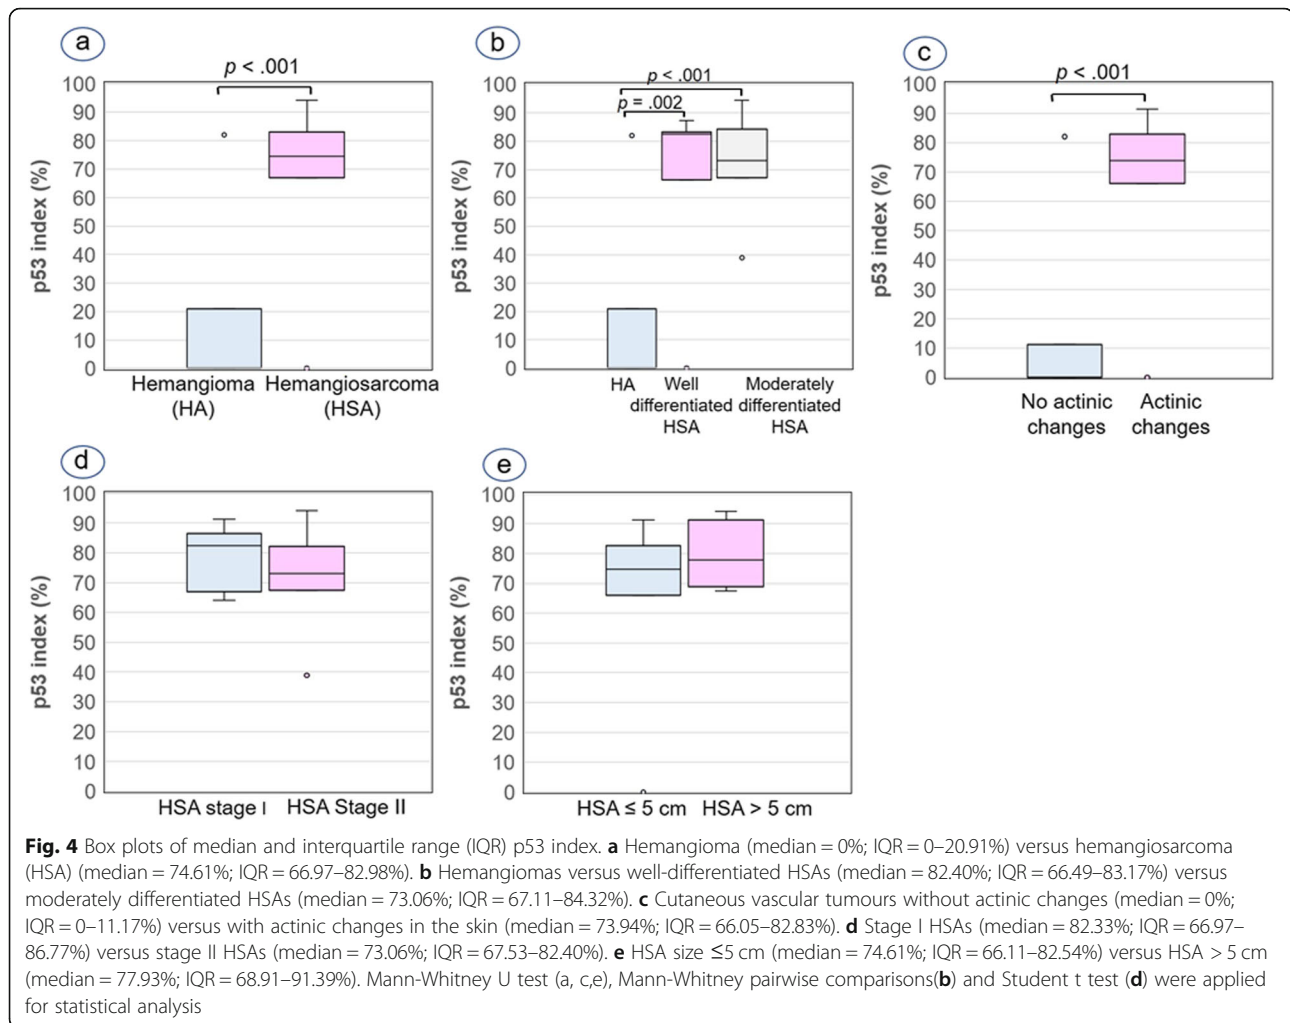 a
p < .001
100
90
80
70
60
50
40
30
20
10
0
p53 index (%)
Hemangioma
(HA)
Hemangiosarcoma
(HSA)
b
p < .001
p = .002
100
90
80
70
60
50
40
30
20
10
0
p53 index (%)
HA
Well
differentiated
HSA
Moderately
differentiated
HSA
c
p < .001
100
90
80
70
60
50
40
30
20
10
0
p53 index (%)
No actinic
changes
Actinic
changes
d
100
90
80
70
60
50
40
30
20
10
0
p53 index (%)
HSA stage I
HSA Stage II
e
100
90
80
70
60
50
40
30
20
10
0
p53 index (%)
HSA ≤ 5 cm
HSA > 5 cm
Fig. 4 Box plots of median and interquartile range (IQR) p53 index. a Hemangioma (median = 0%; IQR = 0–20.91%) versus hemangiosarcoma
(HSA) (median = 74.61%; IQR = 66.97–82.98%). b Hemangiomas versus well-differentiated HSAs (median = 82.40%; IQR = 66.49–83.17%) versus
moderately differentiated HSAs (median = 73.06%; IQR = 67.11–84.32%). c Cutaneous vascular tumours without actinic changes (median = 0%;
IQR = 0–11.17%) versus with actinic changes in the skin (median = 73.94%; IQR = 66.05–82.83%). d Stage I HSAs (median = 82.33%; IQR = 66.97–
86.77%) versus stage II HSAs (median = 73.06%; IQR = 67.53–82.40%). e HSA size ≤5 cm (median = 74.61%; IQR = 66.11–82.54%) versus HSA > 5 cm
(median = 77.93%; IQR = 68.91–91.39%). Mann-Whitney U test (a, c,e), Mann-Whitney pairwise comparisons(b) and Student t test (d) were applied
for statistical analysis